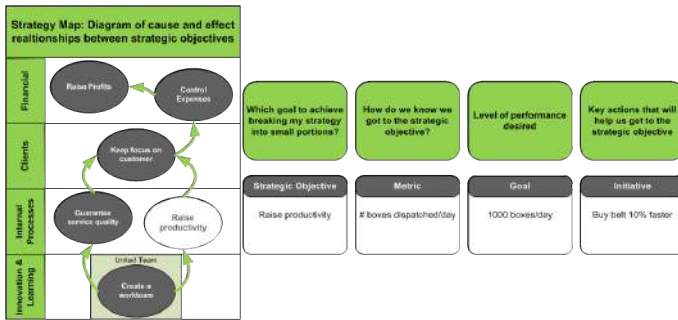 Strategy Map: Diagram of cause and effect
realtionships between strategic objectives
Financial
Raise Profits
Control
Expenses
Clients
Keep focus on
customer
Internal
Processes
Guarantee
service quality
Raise
productivity
Innovation &
Learning
United Team
Create a
workteam
Which goal to achieve
breaking my strategy
into small portions?
How do we know we
got to the strategic
objective?
Level of performance
desired
Key actions that will
help us get to the
strategic objective
Strategic Objective
Raise productivity
Metric
# boxes dispatched/day
Goal
1000 boxes/day
Initiative
Buy belt 10% faster